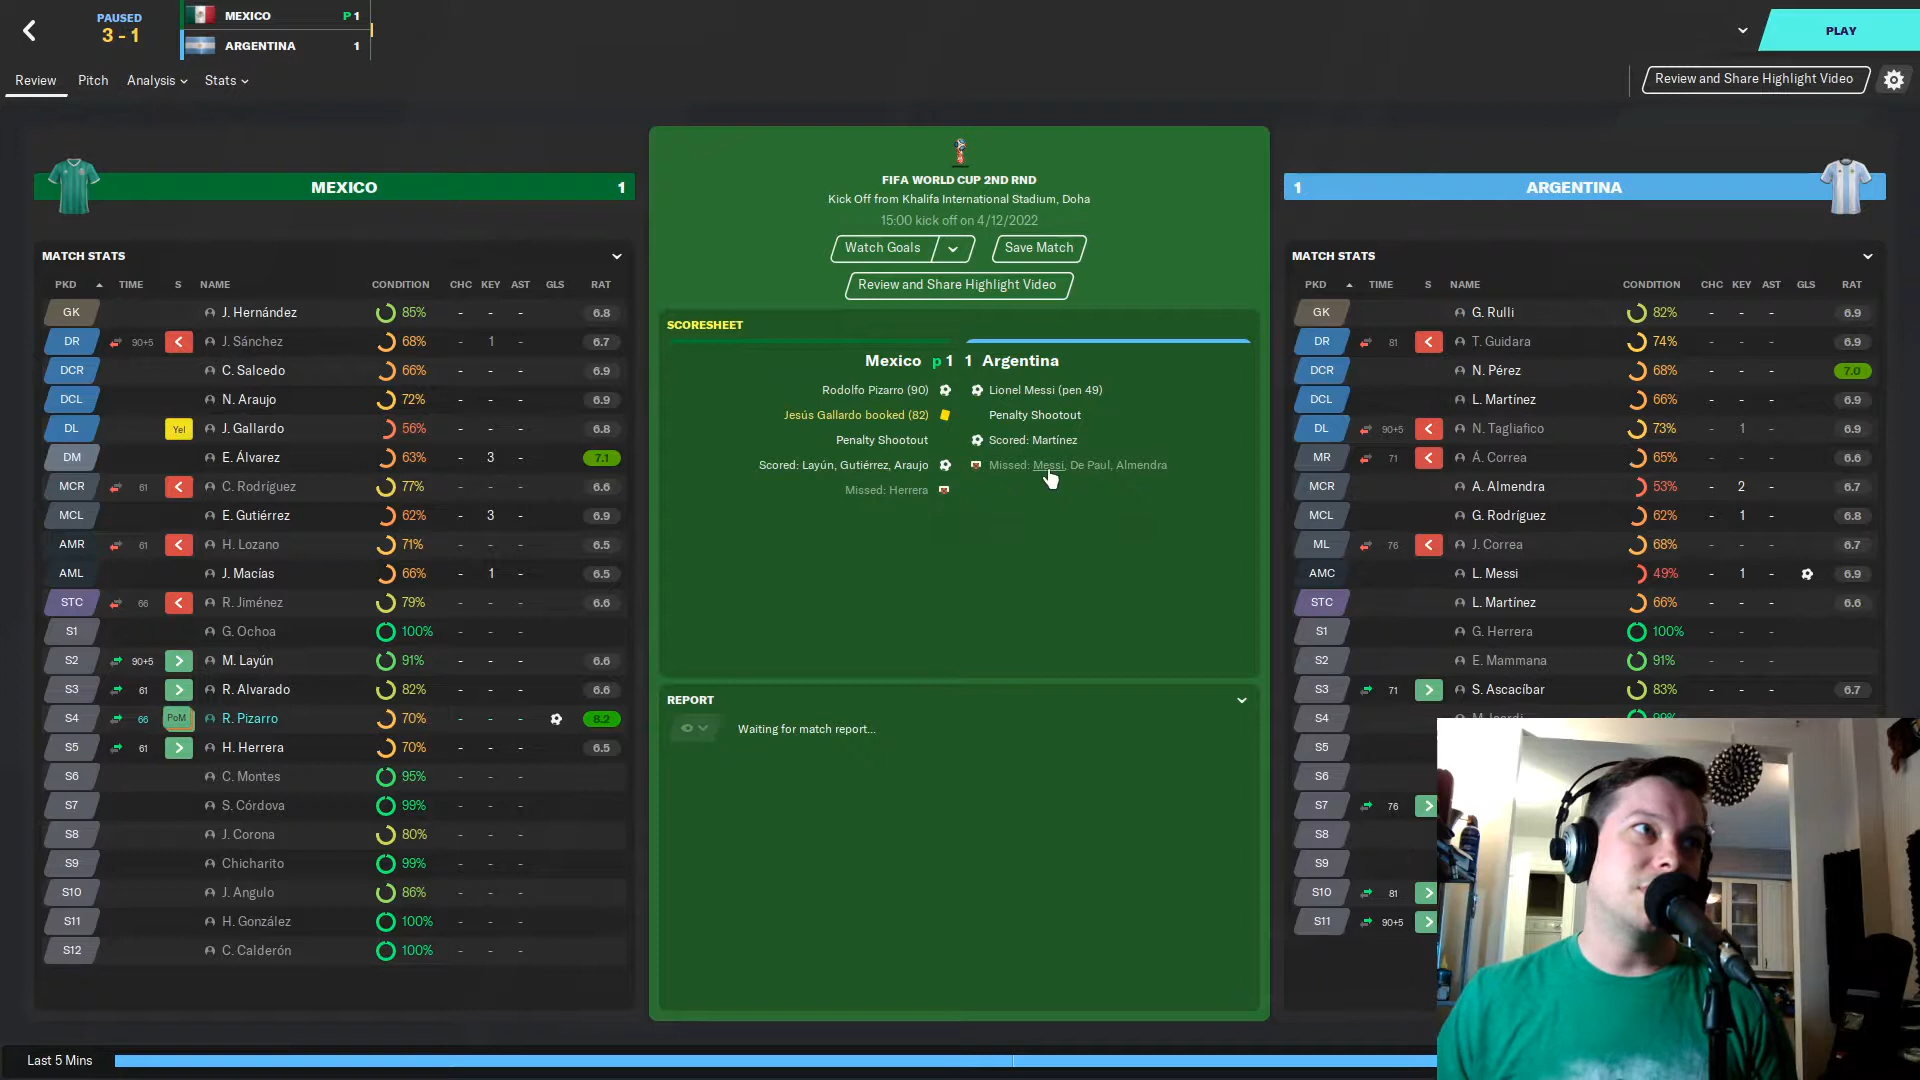 PAUSED
3 - 1
MEXICO P 1
ARGENTINA 1
PLAY
Review Pitch Analysis Stats
Review and Share Highlight Video
MEXICO 1
MATCH STATS
PKD TIME S NAME CONDITION CHC KEY AST GLS RAT
GK J. Hernández 85% - - - 6.8
DR 90+5 J. Sánchez 68% - 1 - 6.7
DCR C. Salcedo 66% - - - 6.9
DCL N. Araujo 72% - - - 6.9
DL Yel J. Gallardo 56% - - - 6.8
DM E. Álvarez 63% - 3 - 7.1
MCR 61 C. Rodríguez 77% - - - 6.6
MCL E. Gutiérrez 62% - 3 - 6.9
AMR 61 H. Lozano 71% - - - 6.5
AML J. Macías 66% - 1 - 6.5
STC 66 R. Jiménez 79% - - - 6.6
S1 G. Ochoa 100% - - -
S2 90+5 M. Layún 91% - - - 6.6
S3 61 R. Alvarado 82% - - - 6.6
S4 66 PoM R. Pizarro 70% - - - 8.2
S5 61 H. Herrera 70% - - - 6.5
S6 C. Montes 95% - - -
S7 S. Córdova 99% - - -
S8 J. Corona 80% - - -
S9 Chicharito 99% - - -
S10 J. Angulo 86% - - -
S11 H. González 100% - - -
S12 C. Calderón 100% - - -
FIFA WORLD CUP 2ND RND
Kick Off from Khalifa International Stadium, Doha
15:00 kick off on 4/12/2022
Watch Goals
Save Match
Review and Share Highlight Video
SCORESHEET
Mexico p 1 1 Argentina
Rodolfo Pizarro (90) Lionel Messi (pen 49)
Jesús Gallardo booked (82) Penalty Shootout
Penalty Shootout Scored: Martínez
Scored: Layún, Gutiérrez, Araujo Missed: Messi, De Paul, Almendra
Missed: Herrera
REPORT
Waiting for match report...
1 ARGENTINA
MATCH STATS
PKD TIME S NAME CONDITION CHC KEY AST GLS RAT
GK G. Rulli 82% - - - 6.9
DR 81 T. Guidara 74% - - - 6.9
DCR N. Pérez 68% - - - 7.0
DCL L. Martínez 66% - - - 6.9
DL 90+5 N. Tagliafico 73% - 1 - 6.9
MR 71 Á. Correa 65% - - - 6.6
MCR A. Almendra 53% - 2 - 6.7
MCL G. Rodríguez 62% - 1 - 6.8
ML 76 J. Correa 68% - - - 6.7
AMC L. Messi 49% - 1 - 6.9
STC L. Martínez 66% - - - 6.6
S1 G. Herrera 100% - - -
S2 E. Mammana 91% - - -
S3 71 S. Ascacíbar 83% - - - 6.7
S4
S5
S6
S7 76
S8
S9
S10 81
S11 90+5
Last 5 Mins